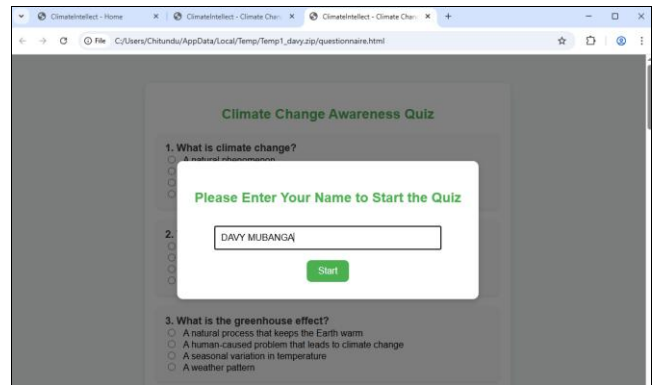 ClimateIntellect - Home
ClimateIntellect - Climate Chan
ClimateIntellect - Climate Chan
File C:/Users/Chitundu/AppData/Local/Temp/Temp1_davy.zip/questionnaire.html
Climate Change Awareness Quiz
1. What is climate change?
A natural phenomenon
Please Enter Your Name to Start the Quiz
2.
DAVY MUBANGA
Start
3. What is the greenhouse effect?
A natural process that keeps the Earth warm
A human-caused problem that leads to climate change
A seasonal variation in temperature
A weather pattern